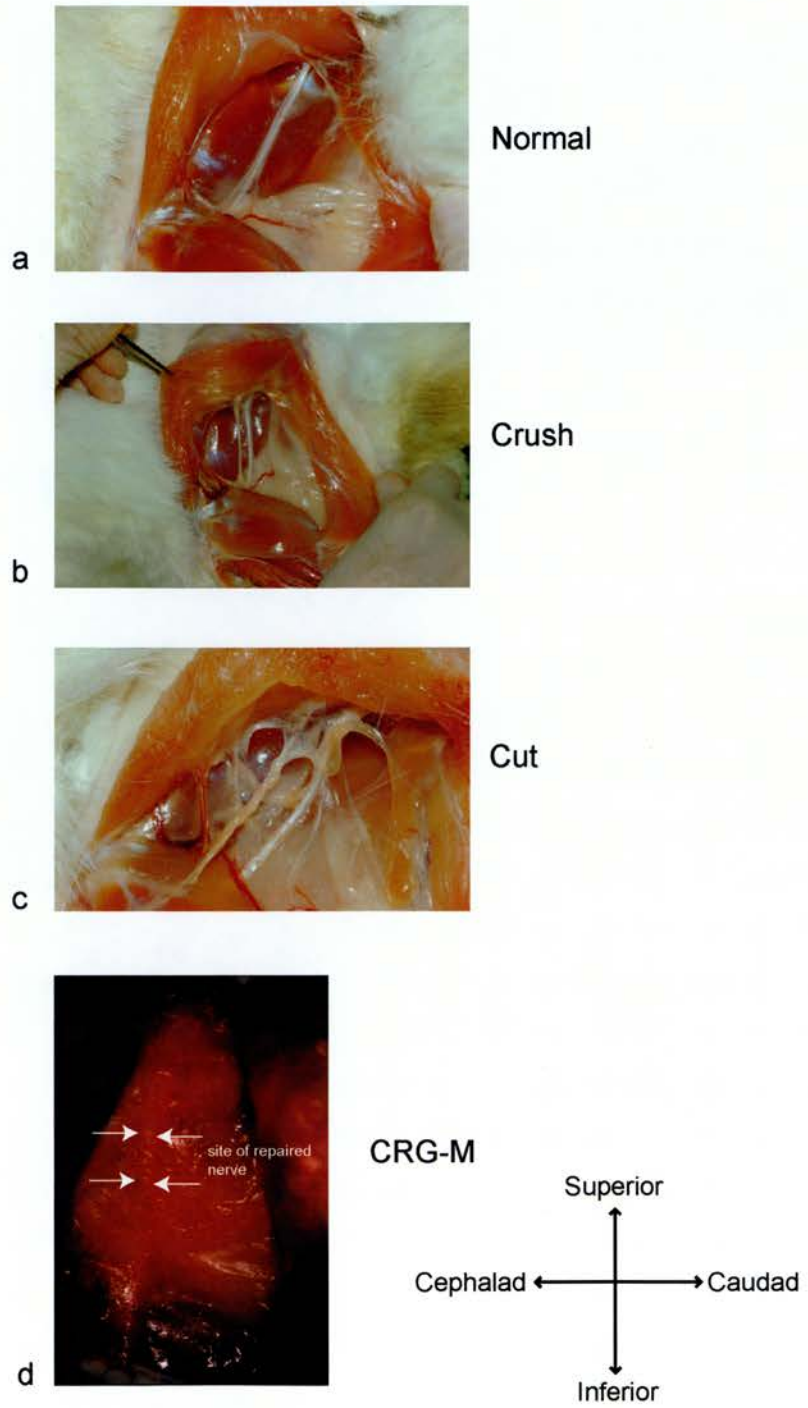 Normal
a
Crush
b
Cut
c
site of repaired
nerve
CRG-M
d
Superior
Cephalad
Caudad
Inferior